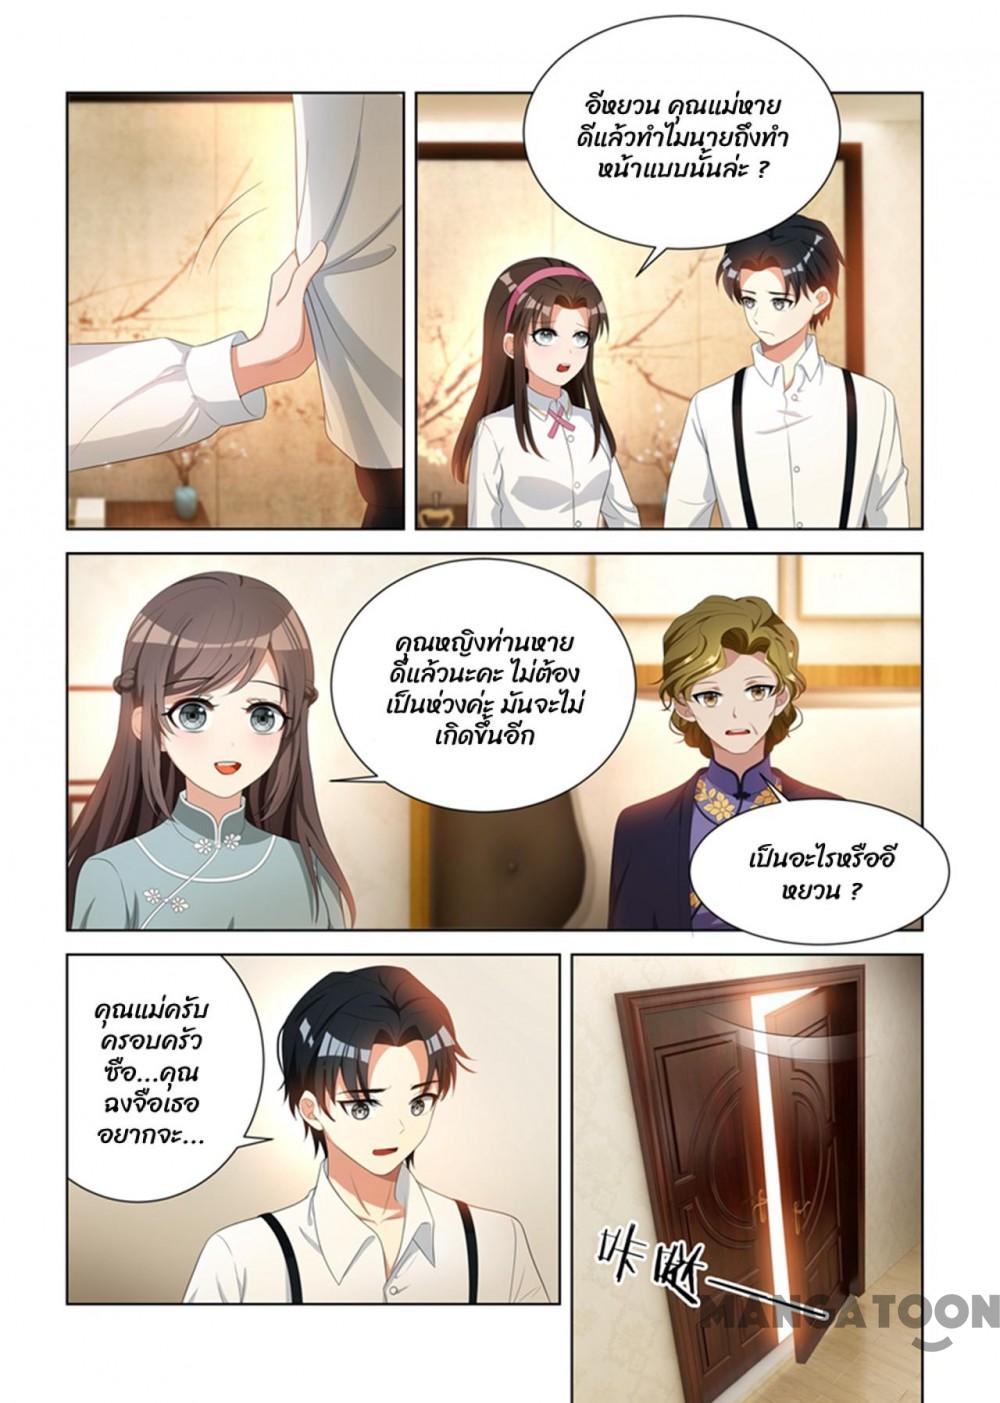 อีหยวน คุณแม่หาย
ดีแล้วทำไมนายถึงทำ
หน้าแบบนั้นล่ะ ?
คุณหญิงท่านหาย
ดีแล้วนะคะ ไม่ต้อง
เป็นห่วงค่ะ มันจะไม่
เกิดขึ้นอีก
เป็นอะไรหรืออี
หยวน ?
คุณแม่ครับ
ครอบครัว
ซือ...คุณ
ฉงจือเธอ
อยากจะ...
咔哒
MANGATOON